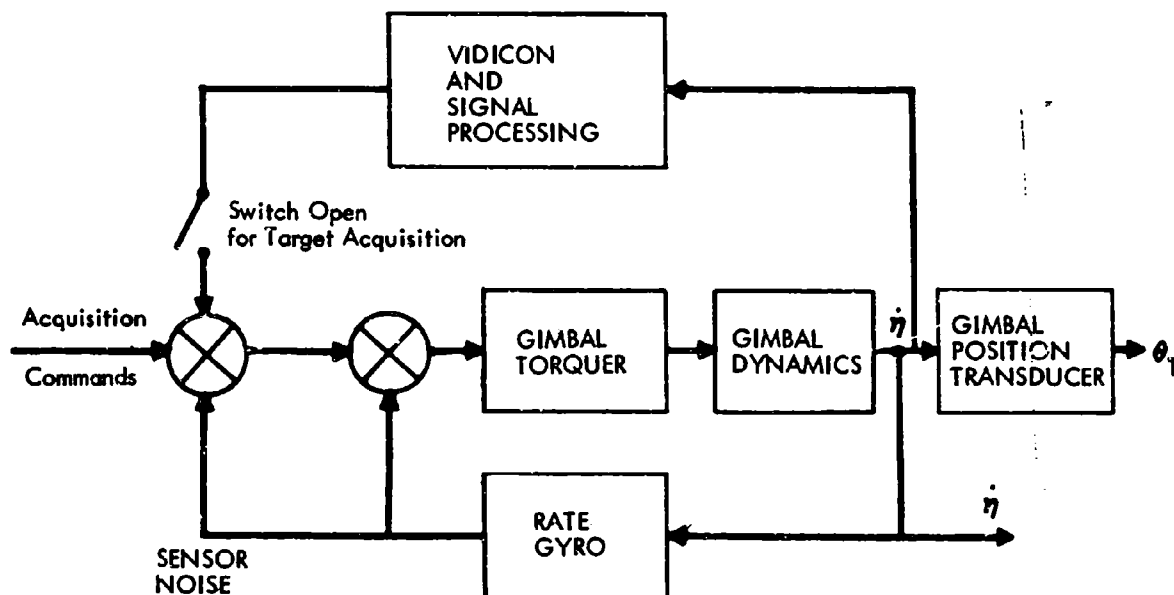 VIDICON
AND
SIGNAL
PROCESSING
Switch Open
for Target Acquisition
Acquisition
Commands
GIMBAL
TORQUER
GIMBAL
DYNAMICS
η̇
GIMBAL
POSITION
TRANSDUCER
θ₁
RATE
GYRO
η̇
SENSOR
NOISE